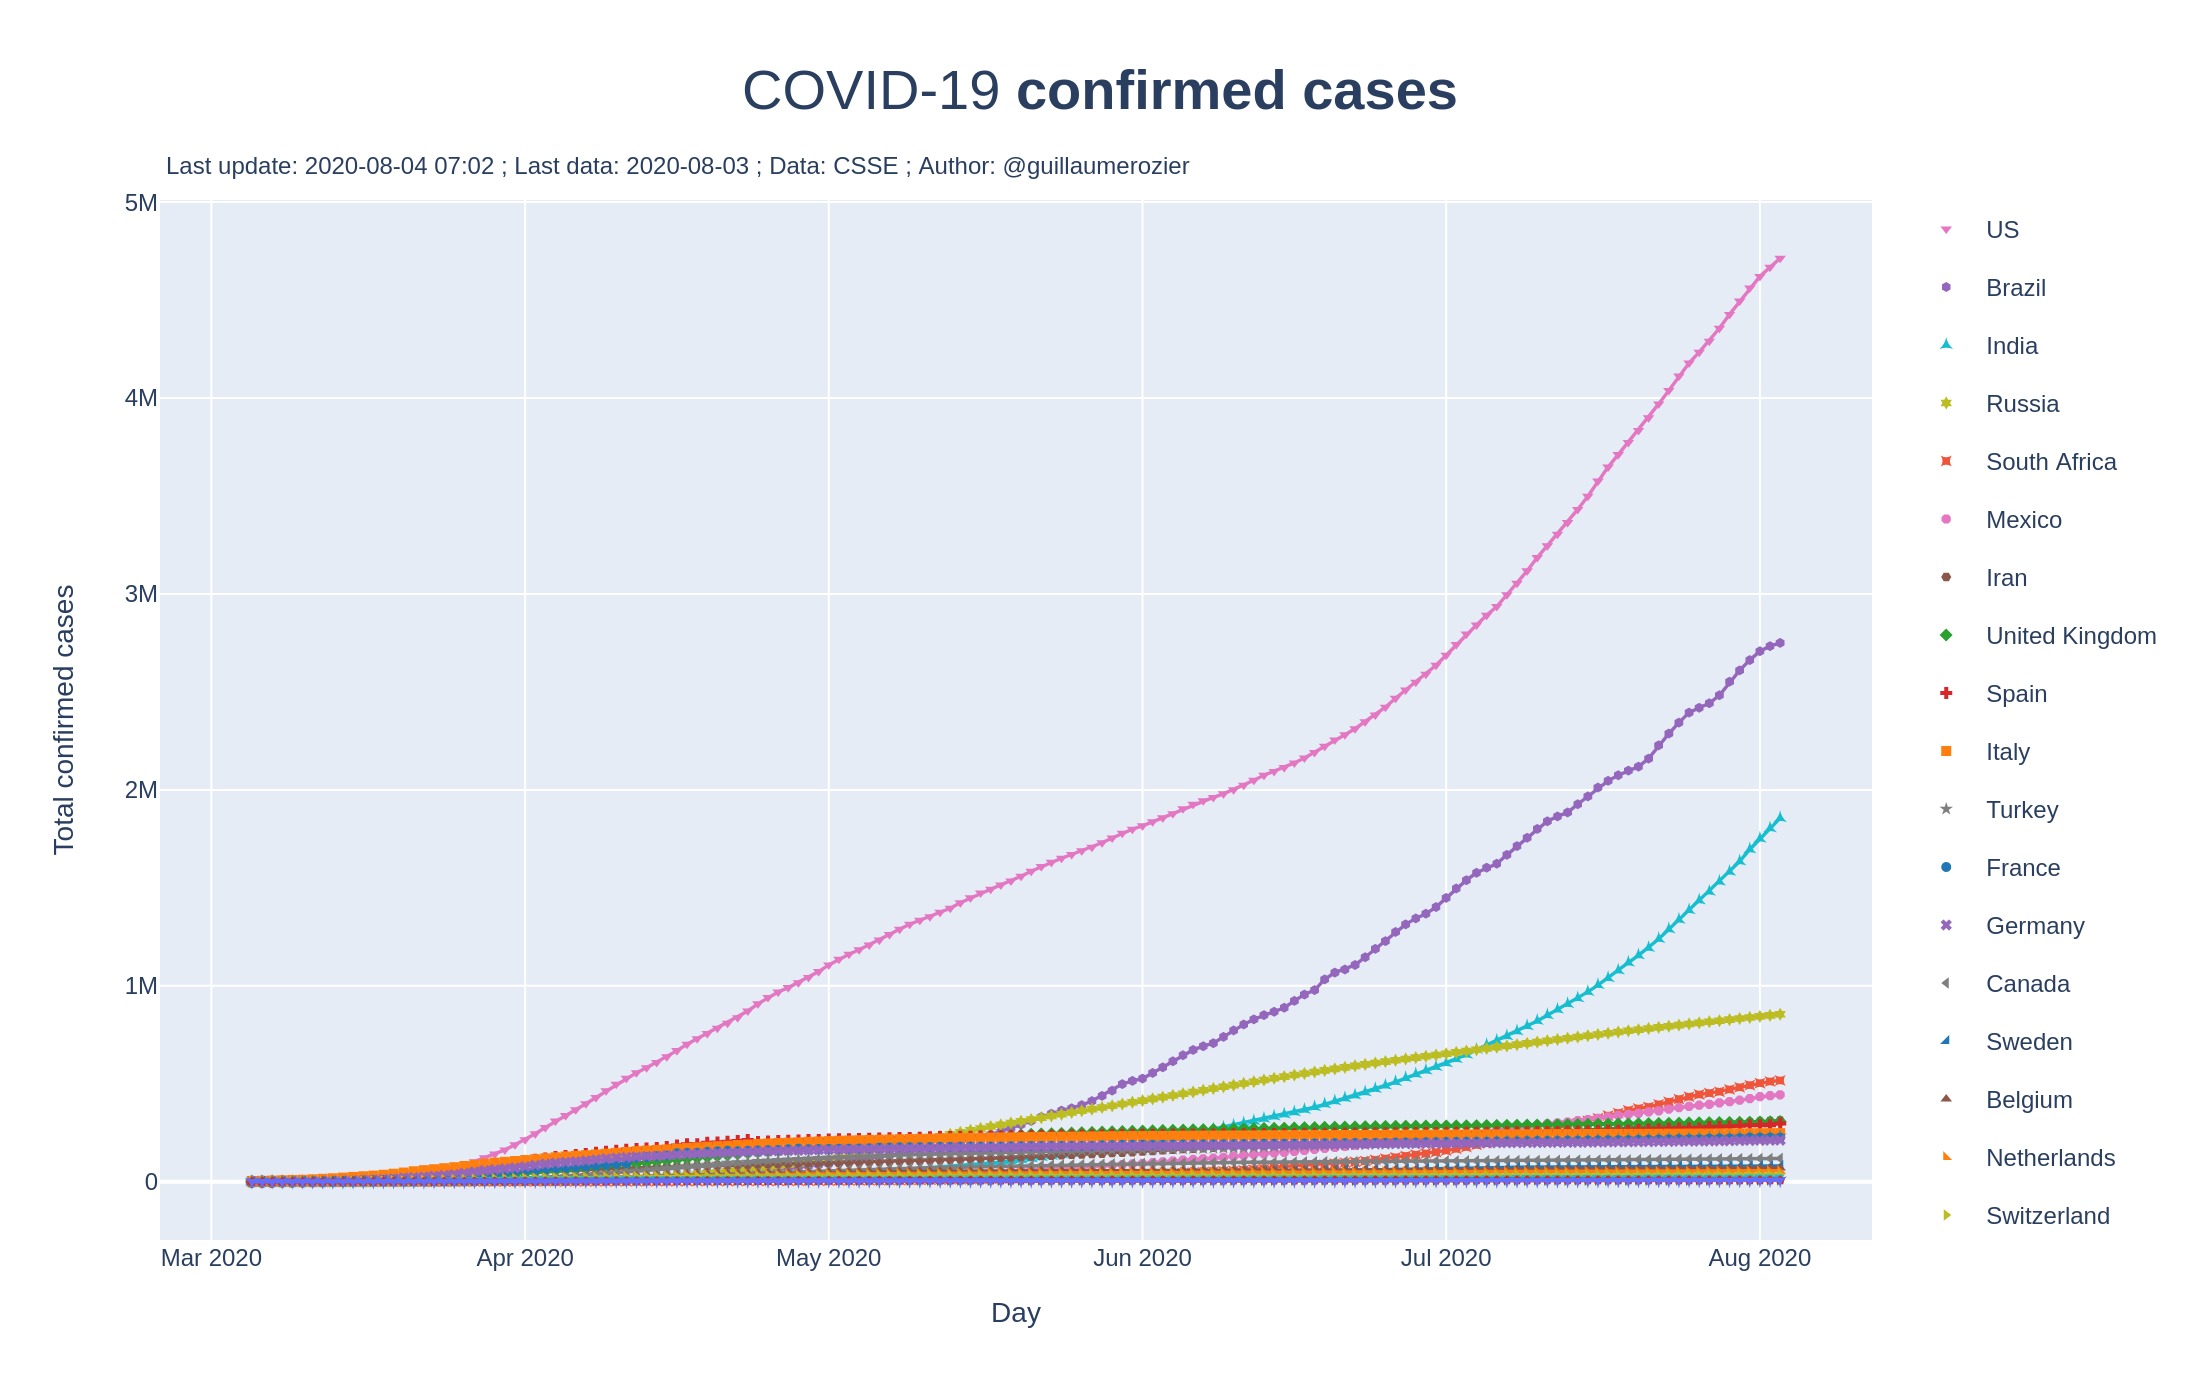 COVID-19 confirmed cases
Last update: 2020-08-04 07:02 ; Last data: 2020-08-03 ; Data: CSSE ; Author: @guillaumerozier
5M
4M
3M
2M
1M
0
Total confirmed cases
Mar 2020
Apr 2020
May 2020
Jun 2020
Jul 2020
Aug 2020
Day
US
Brazil
India
Russia
South Africa
Mexico
Iran
United Kingdom
Spain
Italy
Turkey
France
Germany
Canada
Sweden
Belgium
Netherlands
Switzerland